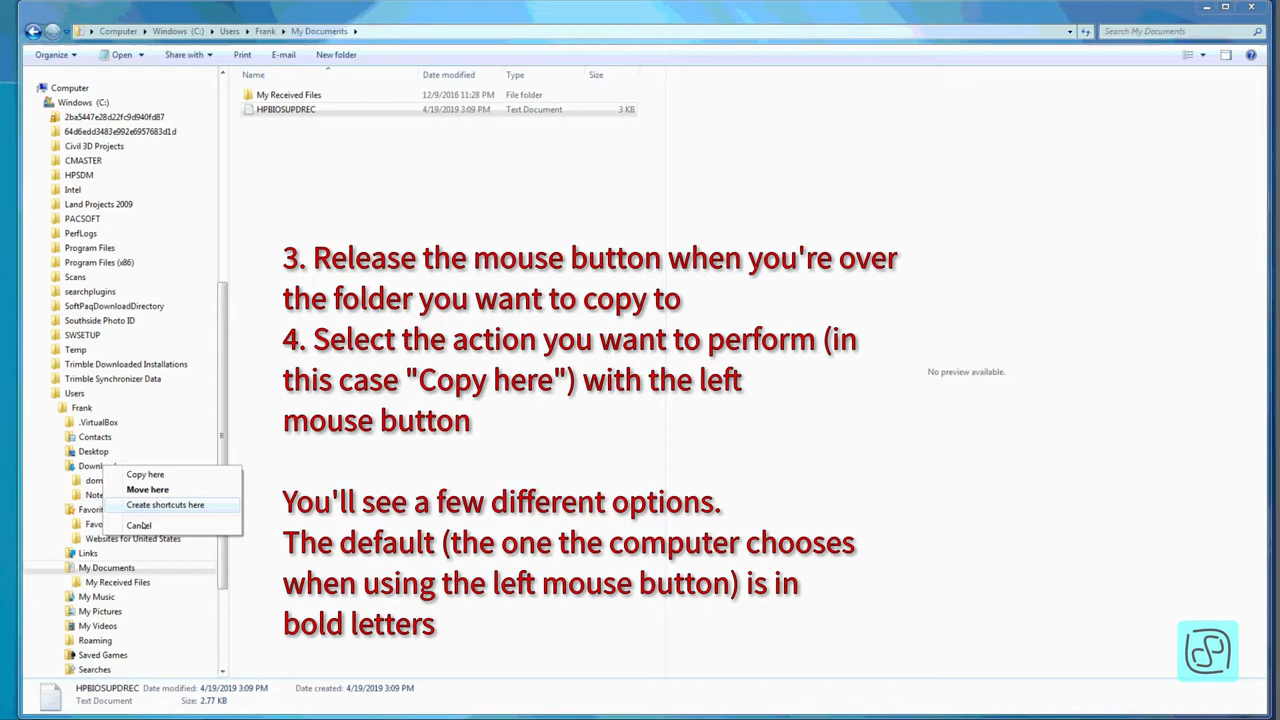 Computer
Windows (C:)
Users
Frank
My Documents
Search My Documents
Organize
Open
Share with
Print
E-mail
New folder
Name
Date modified
Type
Size
My Received Files
12/9/2016 11:28 PM
File folder
HPBIOSUPDREC
4/19/2019 3:09 PM
Text Document
3 KB
Computer
Windows (C:)
2ba5447e28d22fc9d940fd87
64d6edd3483e992e6957683d1d
Civil 3D Projects
CMASTER
HPSDM
Intel
Land Projects 2009
PACSOFT
PerfLogs
Program Files
Program Files (x86)
Scans
searchplugins
SoftPaqDownloadDirectory
Southside Photo ID
SWSETUP
Temp
Trimble Downloaded Installations
Trimble Synchronizer Data
Users
Frank
.VirtualBox
Contacts
Desktop
Copy here
Move here
Create shortcuts here
Cancel
Websites for United States
Links
My Documents
My Received Files
My Music
My Pictures
My Videos
Roaming
Saved Games
Searches
3. Release the mouse button when you're over
the folder you want to copy to
4. Select the action you want to perform (in
this case "Copy here") with the left
mouse button
You'll see a few different options.
The default (the one the computer chooses
when using the left mouse button) is in
bold letters
No preview available.
HPBIOSUPDREC
Date modified: 4/19/2019 3:09 PM
Date created: 4/19/2019 3:09 PM
Text Document
Size: 2.77 KB